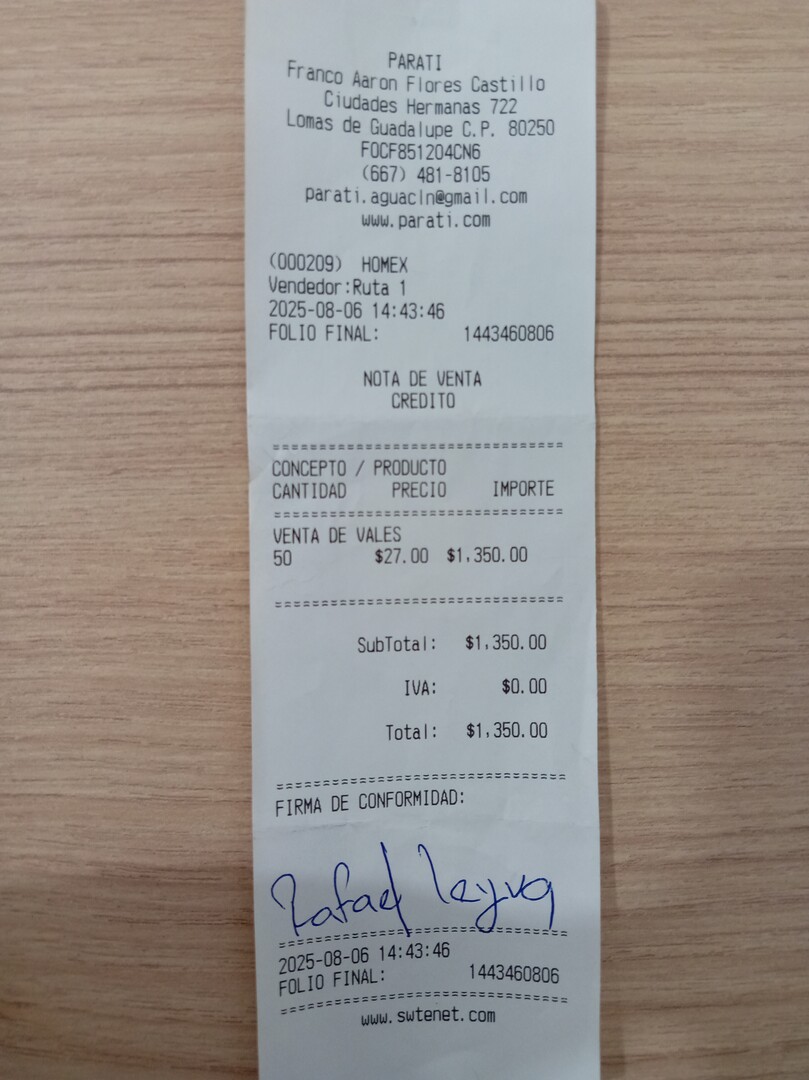 PARATI
Franco Aaron Flores Castillo
Ciudades Hermanas 722
Lomas de Guadalupe C.P. 80250
FOCF851204CN6
(667) 481-8105
parati.aguacln@gmail.com
www.parati.com
(000209) HOMEX
Vendedor:Ruta 1
2025-08-06 14:43:46
FOLIO FINAL: 1443460806
NOTA DE VENTA
CREDITO
================================
CONCEPTO / PRODUCTO
CANTIDAD PRECIO IMPORTE
================================
VENTA DE VALES
50 $27.00 $1,350.00
================================
SubTotal: $1,350.00
IVA: $0.00
Total: $1,350.00
================================
FIRMA DE CONFORMIDAD:
Rafael Leyva
================================
2025-08-06 14:43:46
FOLIO FINAL: 1443460806
================================
www.swtenet.com